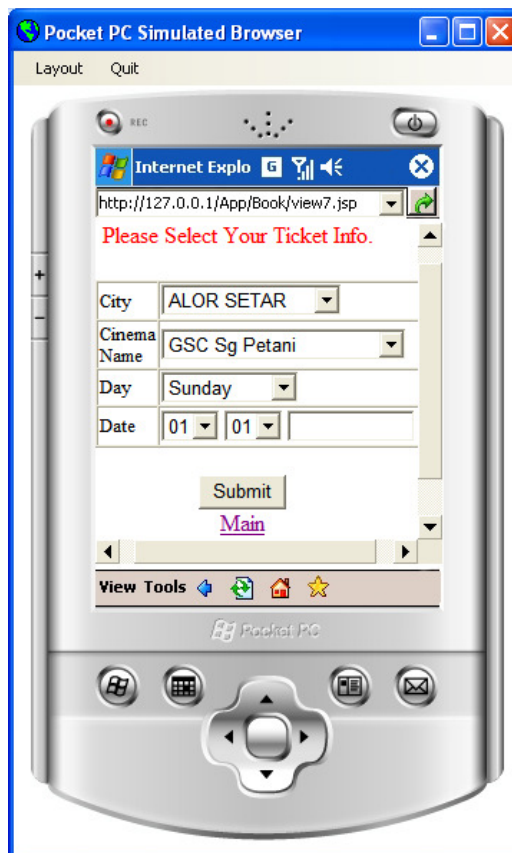 Pocket PC Simulated Browser
Layout Quit
REC
Internet Explo G
http://127.0.0.1/App/Book/view7.jsp
Please Select Your Ticket Info.
+
City ALOR SETAR
Cinema
Name GSC Sg Petani
−
Day Sunday
Date 01 01
Submit
Main
View Tools
Pocket PC